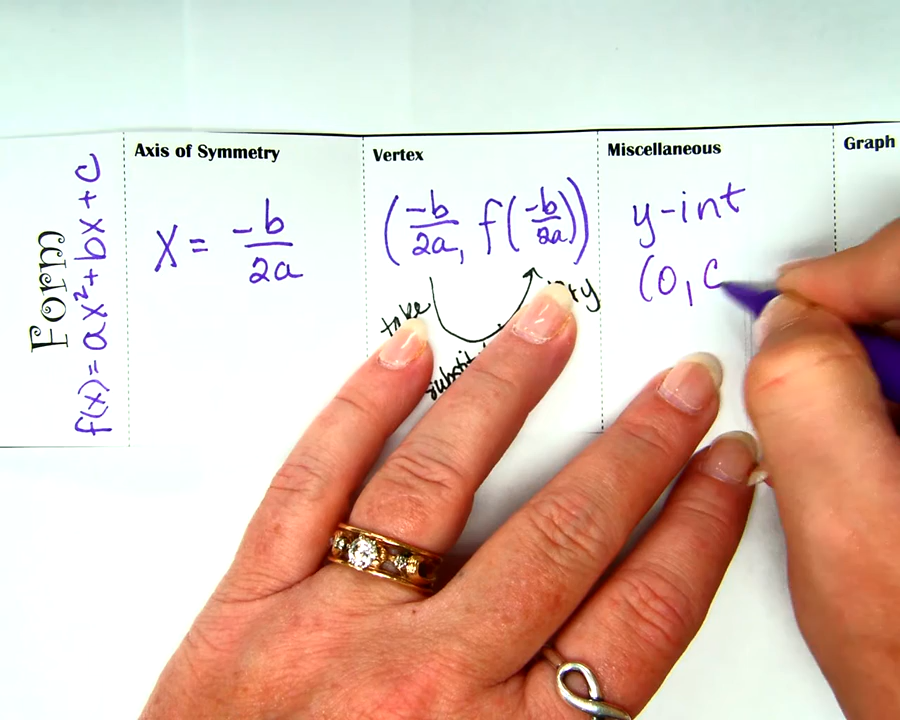 Form
f(x) = ax² + bx + c
Axis of Symmetry
x = -b/2a
Vertex
(-b/2a, f(-b/2a))
take
Miscellaneous
y-int
(0, c
Graph